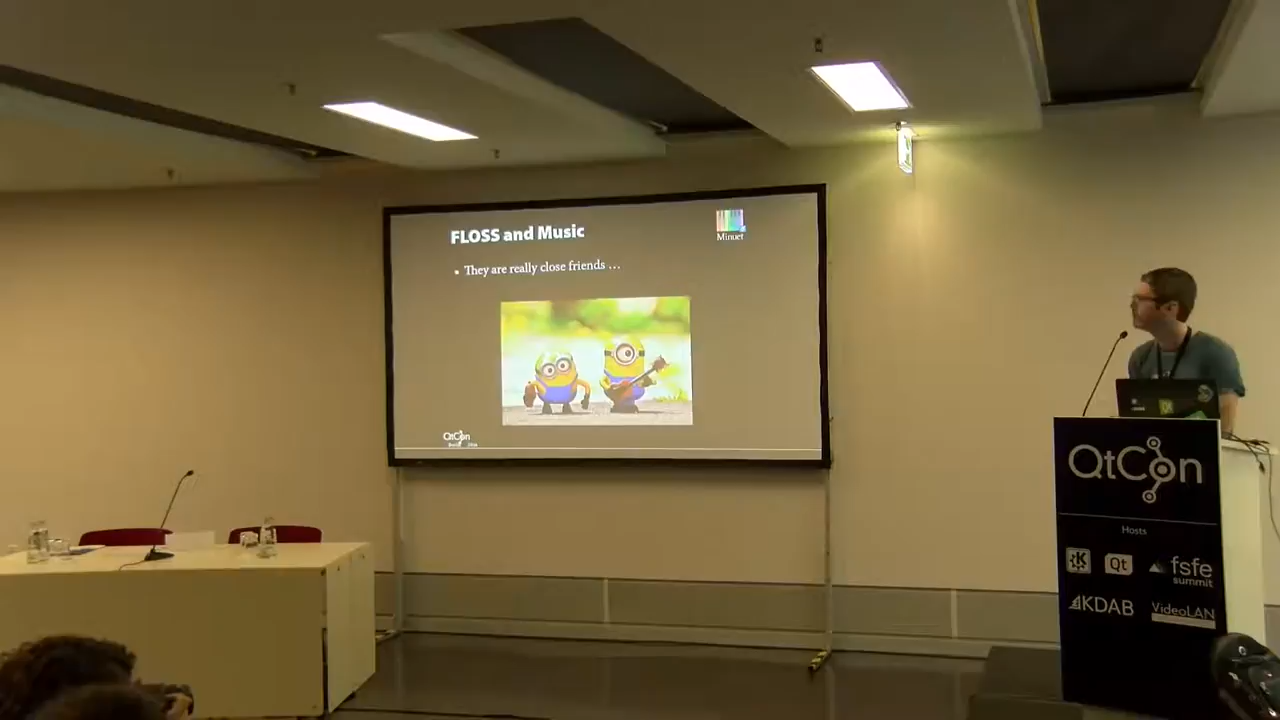 FLOSS and Music
Minuet
• They are really close friends ...
QtCon
QtCon
Hosts
Qt
fsfe
summit
KDAB
VideoLAN